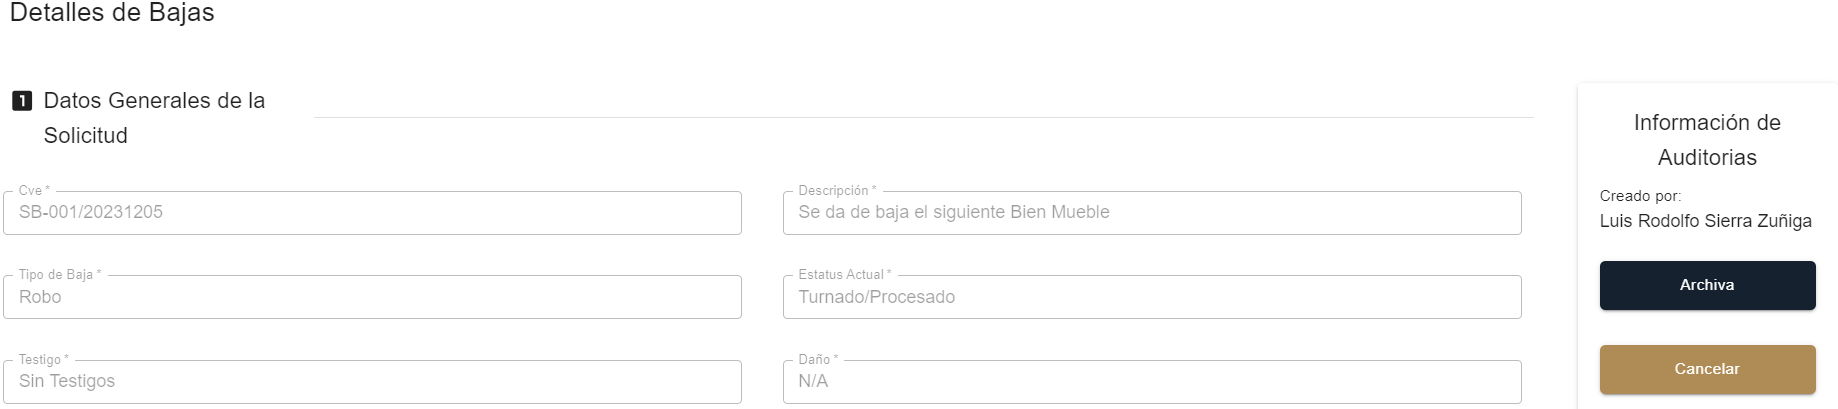 Detalles de Bajas
1 Datos Generales de la
Solicitud
Cve *
SB-001/20231205
Descripción *
Se da de baja el siguiente Bien Mueble
Tipo de Baja *
Robo
Estatus Actual *
Turnado/Procesado
Testigo *
Sin Testigos
Daño *
N/A
Información de
Auditorias
Creado por:
Luis Rodolfo Sierra Zuñiga
Archiva
Cancelar